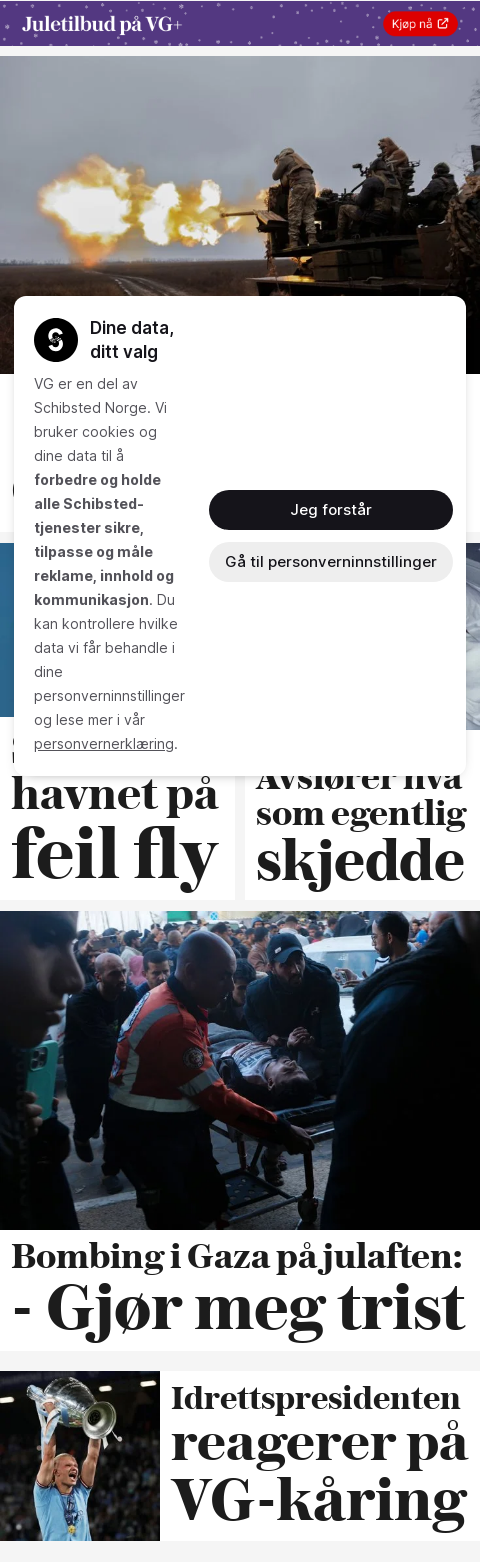 Juletilbud på VG+
Kjøp nå
Dine data,
ditt valg
VG er en del av
Schibsted Norge. Vi
bruker cookies og
dine data til å
forbedre og holde
alle Schibsted-
tjenester sikre,
tilpasse og måle
reklame, innhold og
kommunikasjon. Du
kan kontrollere hvilke
data vi får behandle i
dine
personverninnstillinger
og lese mer i vår
personvernerklæring.
Jeg forstår
Gå til personverninnstillinger
havnet på
feil fly
Avslører hva
som egentlig
skjedde
Bombing i Gaza på julaften:
- Gjør meg trist
Idrettspresidenten
reagerer på
VG-kåring